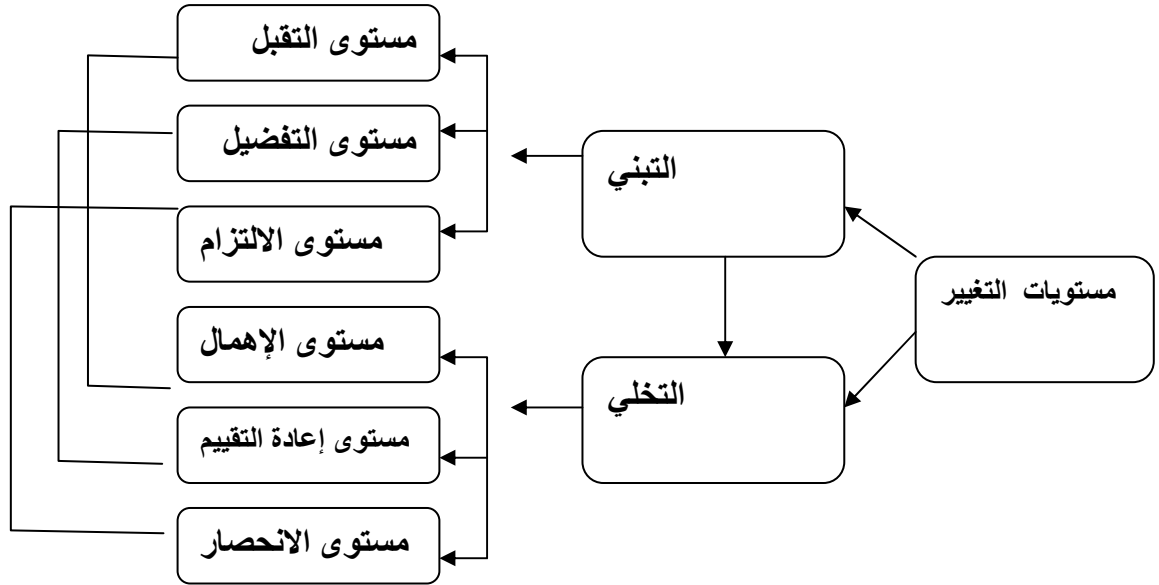 مستويات التغيير
التبني
مستوى التقبل
مستوى التفضيل
مستوى الالتزام
التخلي
مستوى الإهمال
مستوى إعادة التقييم
مستوى الانحصار